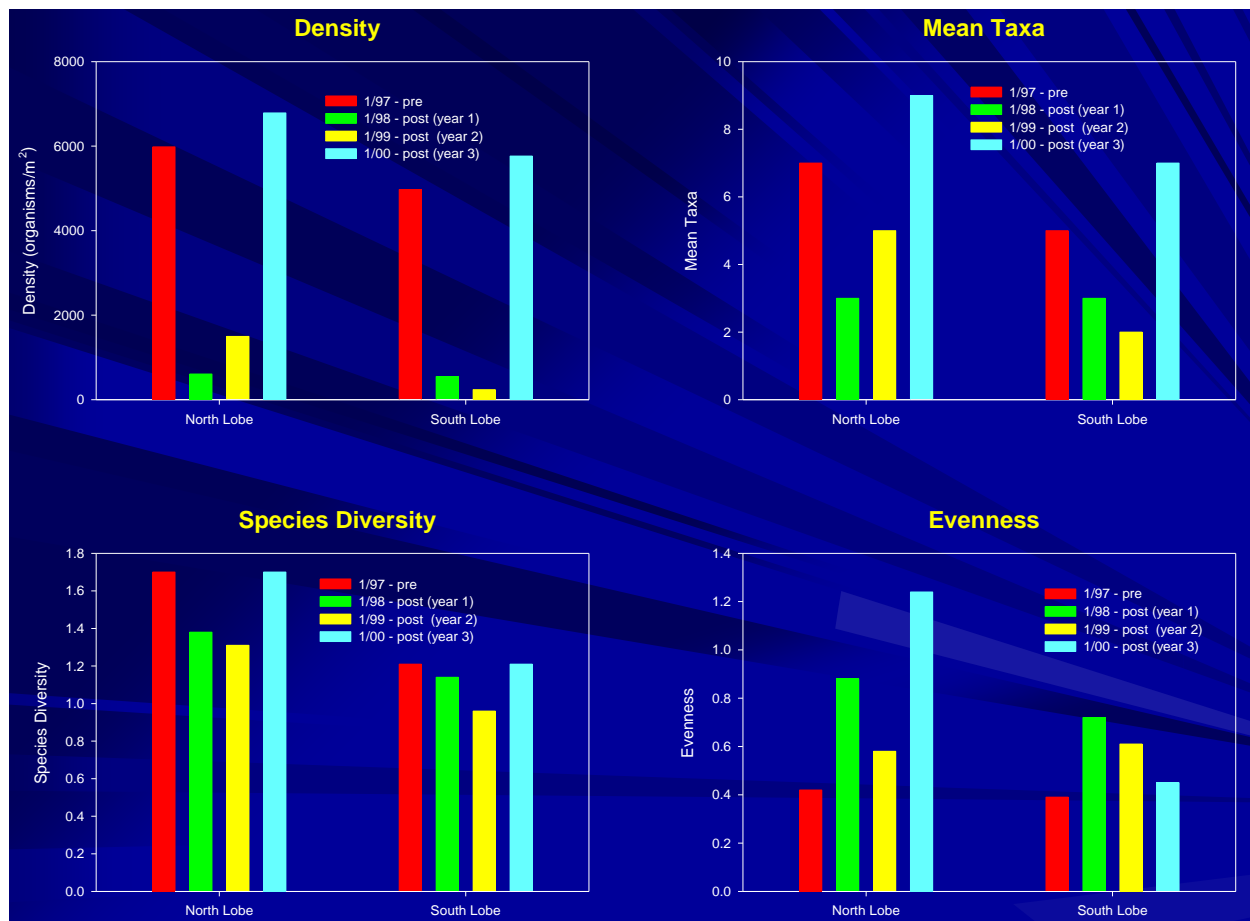 Density
8000
6000
4000
2000
0
Density (organisms/m²)
1/97 - pre
1/98 - post (year 1)
1/99 - post  (year 2)
1/00 - post (year 3)
North Lobe
South Lobe
Mean Taxa
10
8
6
4
2
0
Mean Taxa
1/97 - pre
1/98 - post (year 1)
1/99 - post  (year 2)
1/00 - post (year 3)
North Lobe
South Lobe
Species Diversity
1.8
1.6
1.4
1.2
1.0
0.8
0.6
0.4
0.2
0.0
Species Diversity
1/97 - pre
1/98 - post (year 1)
1/99 - post  (year 2)
1/00 - post (year 3)
North Lobe
South Lobe
Evenness
1.4
1.2
1.0
0.8
0.6
0.4
0.2
0.0
Evenness
1/97 - pre
1/98 - post (year 1)
1/99 - post  (year 2)
1/00 - post (year 3)
North Lobe
South Lobe